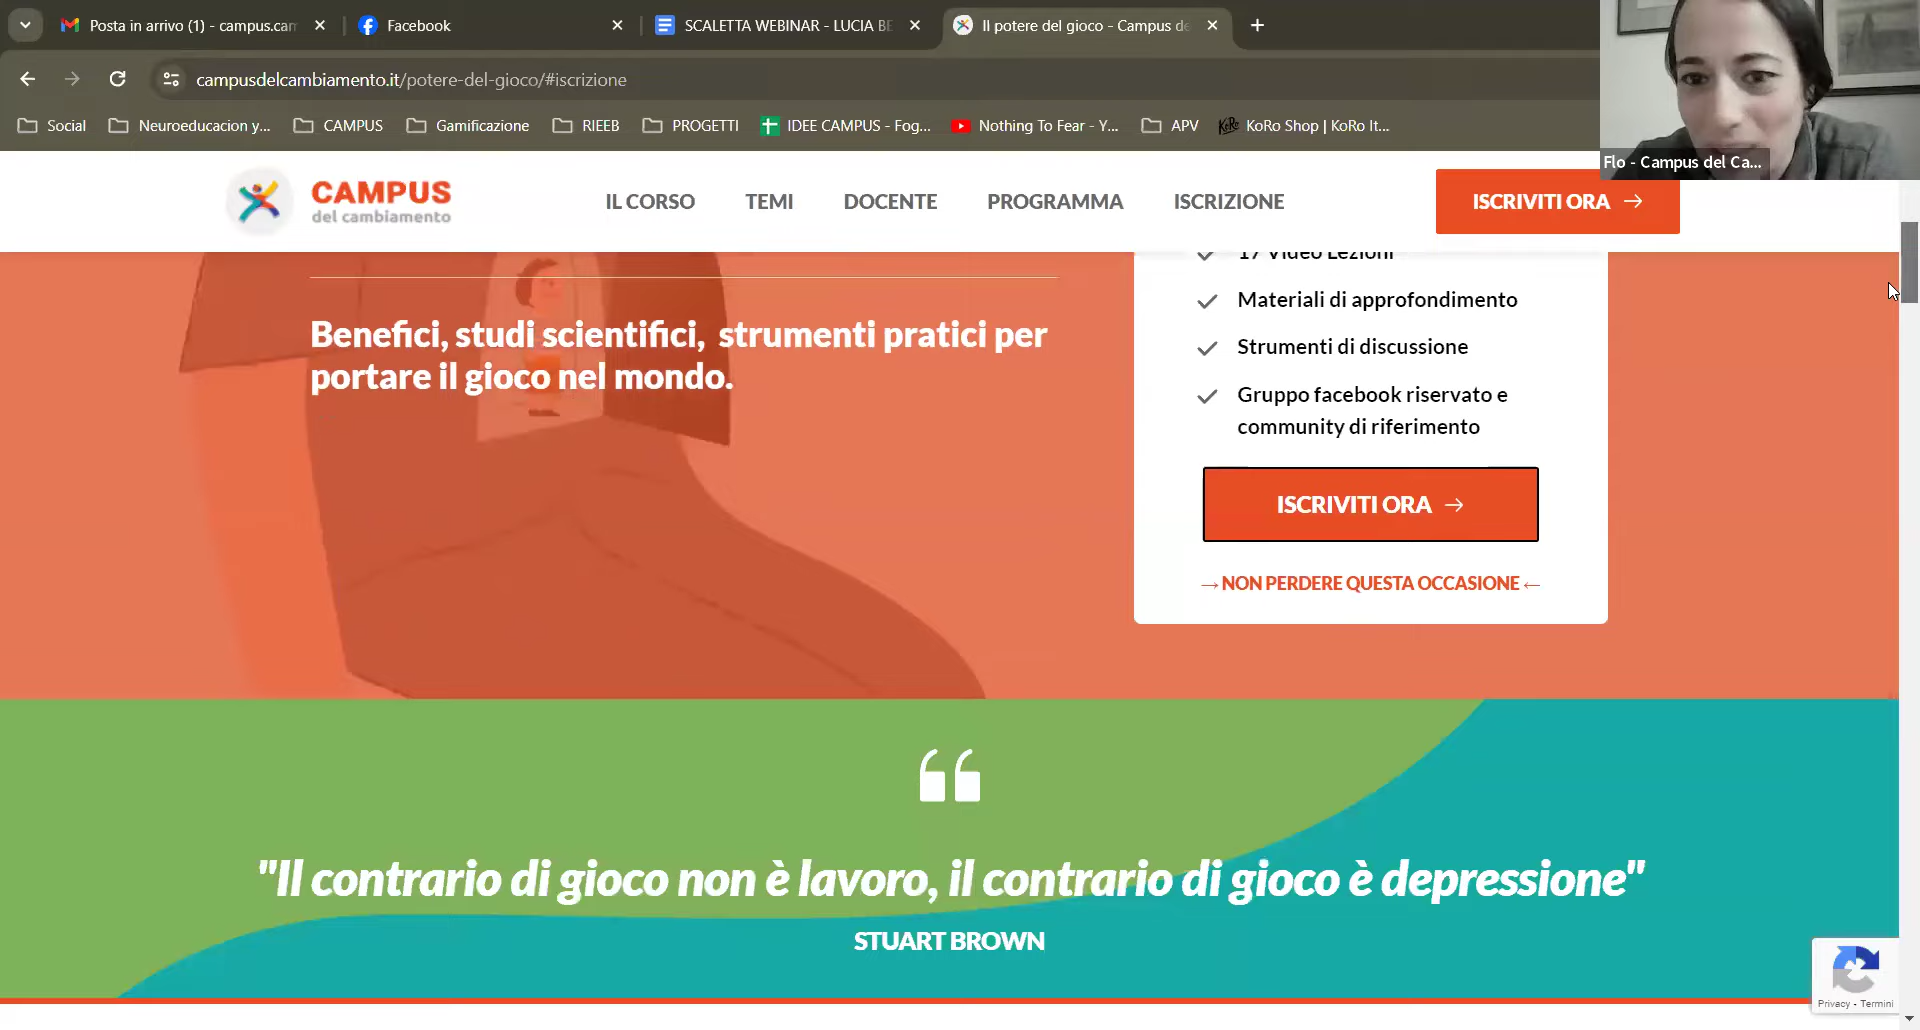 Posta in arrivo (1) - campus.cam
Facebook
SCALETTA WEBINAR - LUCIA BE
Il potere del gioco - Campus de
campusdelcambiamento.it/potere-del-gioco/#iscrizione
Social
Neuroeducacion y...
CAMPUS
Gamificazione
RIEEB
PROGETTI
IDEE CAMPUS - Fog...
Nothing To Fear - Y...
APV
KoRo
KoRo Shop | KoRo It...
Flo - Campus del Ca...
CAMPUS
del cambiamento
IL CORSO
TEMI
DOCENTE
PROGRAMMA
ISCRIZIONE
ISCRIVITI ORA →
17 Video Lezioni
Materiali di approfondimento
Strumenti di discussione
Gruppo facebook riservato e
community di riferimento
ISCRIVITI ORA →
→ NON PERDERE QUESTA OCCASIONE ←
Benefici, studi scientifici, strumenti pratici per
portare il gioco nel mondo.
"Il contrario di gioco non è lavoro, il contrario di gioco è depressione"
STUART BROWN
Privacy - Termini